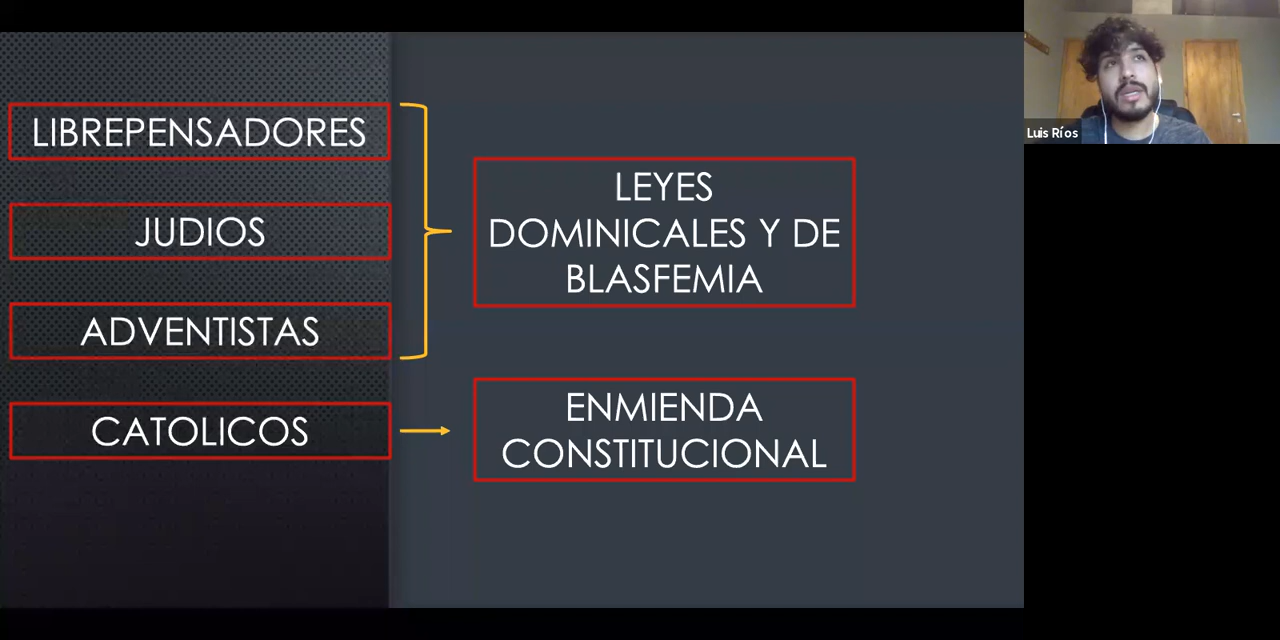 LIBREPENSADORES
JUDIOS
ADVENTISTAS
CATOLICOS
LEYES
DOMINICALES Y DE
BLASFEMIA
ENMIENDA
CONSTITUCIONAL
Luis Ríos